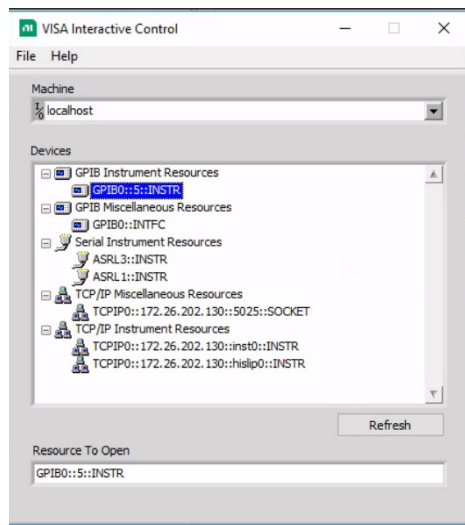 VISA Interactive Control
File Help
Machine
localhost
Devices
GPIB Instrument Resources
GPIB0::5::INSTR
GPIB Miscellaneous Resources
GPIB0::INTFC
Serial Instrument Resources
ASRL3::INSTR
ASRL1::INSTR
TCP/IP Miscellaneous Resources
TCPIP0::172.26.202.130::5025::SOCKET
TCP/IP Instrument Resources
TCPIP0::172.26.202.130::inst0::INSTR
TCPIP0::172.26.202.130::hislip0::INSTR
Refresh
Resource To Open
GPIB0::5::INSTR